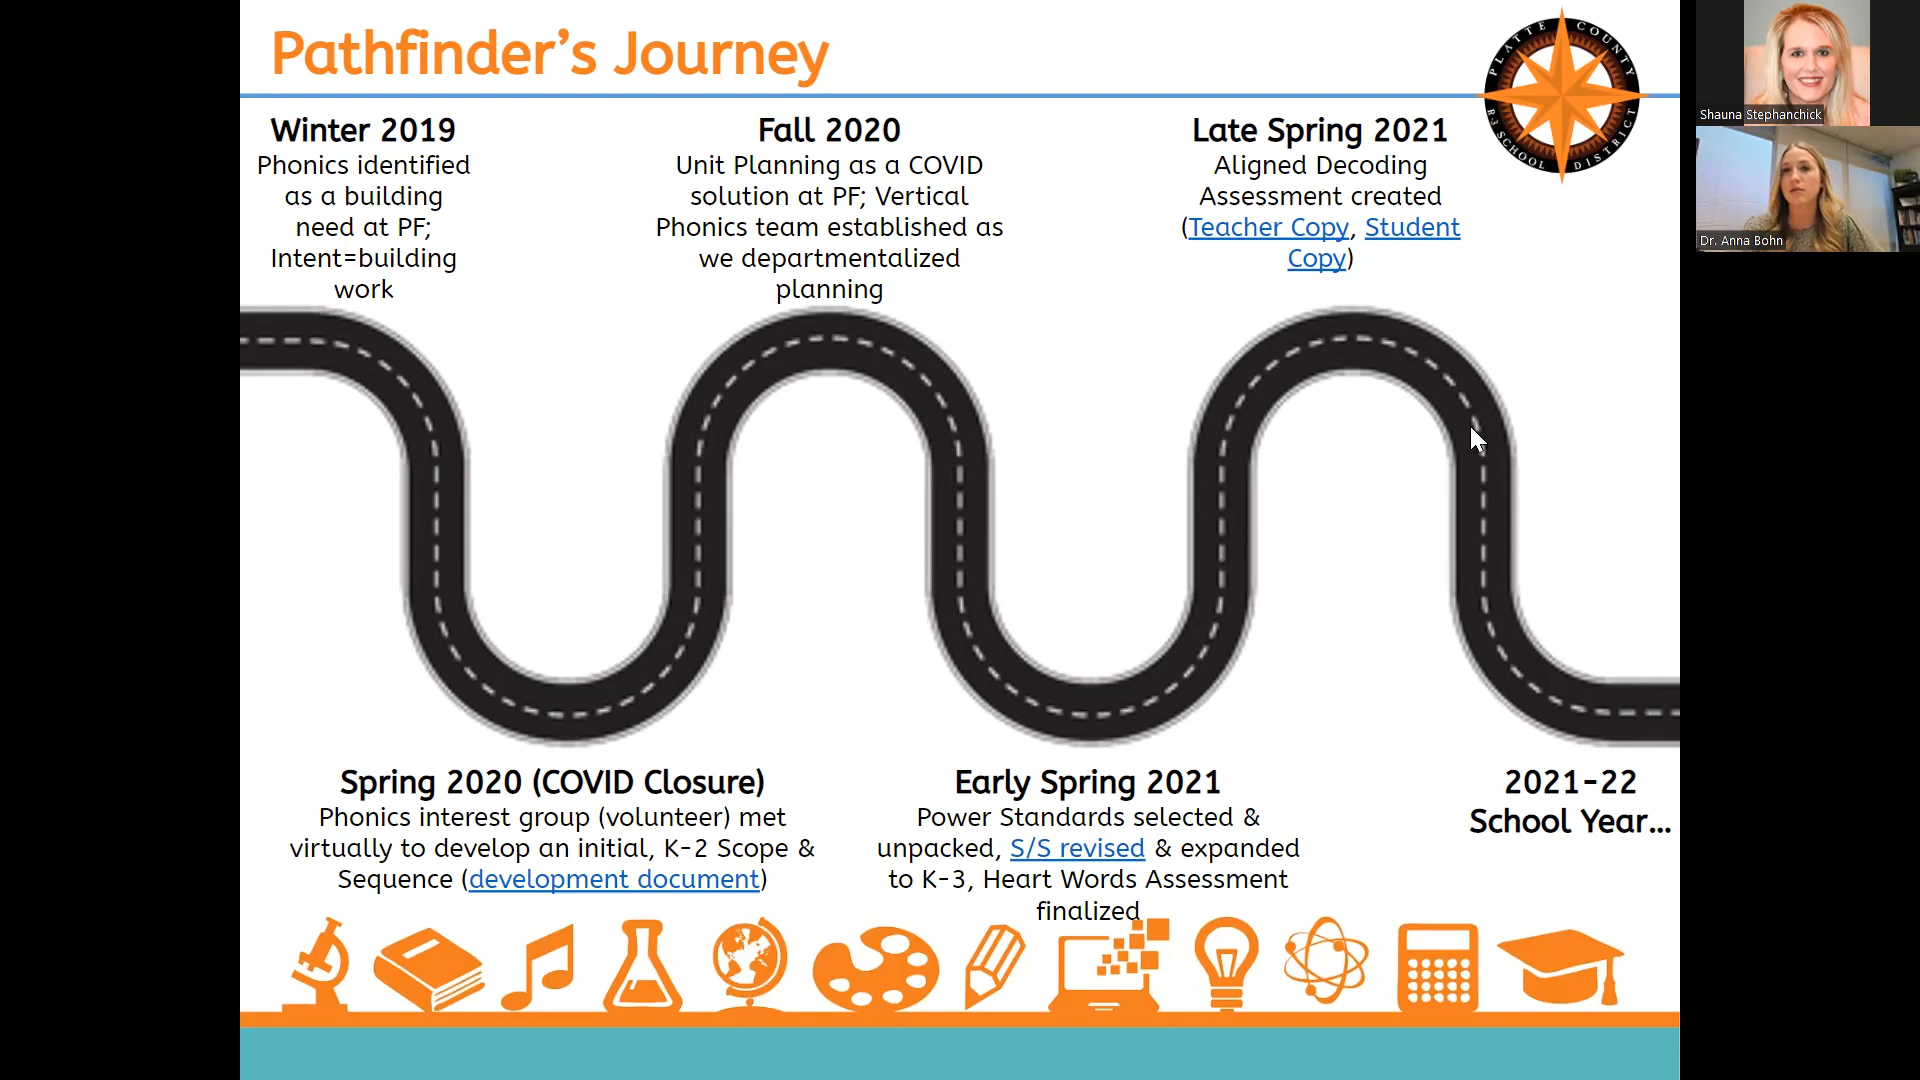 Pathfinder's Journey
PLATTE COUNTY
R3 SCHOOL DISTRICT
Winter 2019
Phonics identified
as a building
need at PF;
Intent=building
work
Fall 2020
Unit Planning as a COVID
solution at PF; Vertical
Phonics team established as
we departmentalized
planning
Late Spring 2021
Aligned Decoding
Assessment created
(Teacher Copy, Student
Copy)
Spring 2020 (COVID Closure)
Phonics interest group (volunteer) met
virtually to develop an initial, K-2 Scope &
Sequence (development document)
Early Spring 2021
Power Standards selected &
unpacked, S/S revised & expanded
to K-3, Heart Words Assessment
finalized
2021-22
School Year...
Shauna Stephanchick
Dr. Anna Bohn